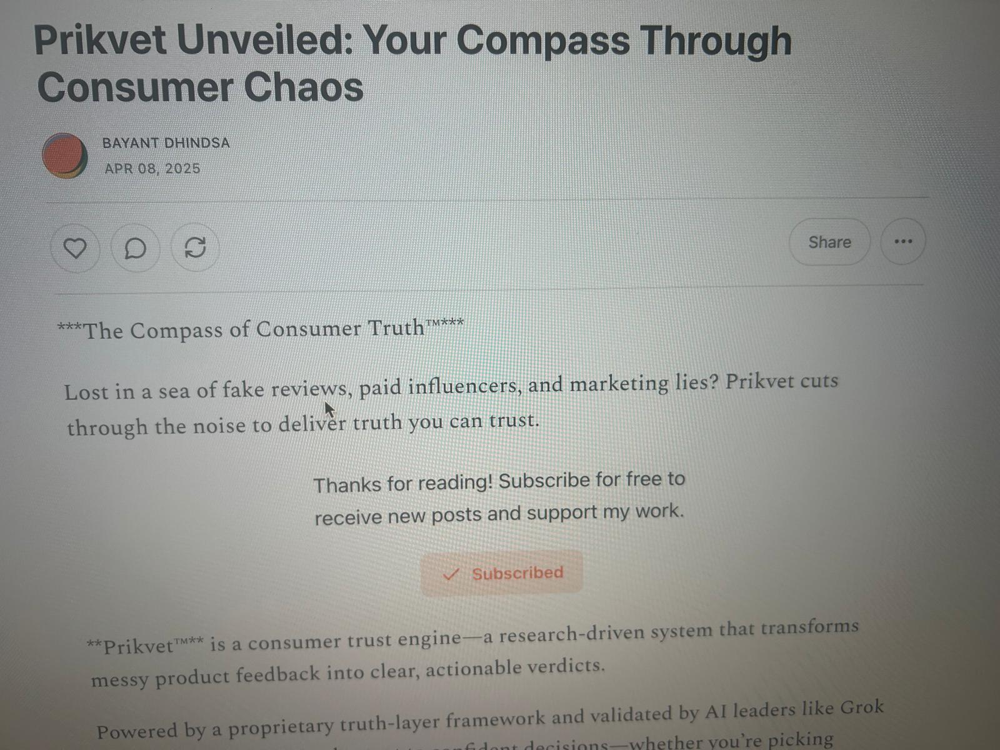 Prikvet Unveiled: Your Compass Through
Consumer Chaos
BAYANT DHINDSA
APR 08, 2025
Share
***The Compass of Consumer Truth™***
Lost in a sea of fake reviews, paid influencers, and marketing lies? Prikvet cuts
through the noise to deliver truth you can trust.
Thanks for reading! Subscribe for free to
receive new posts and support my work.
Subscribed
**Prikvet™** is a consumer trust engine—a research-driven system that transforms
messy product feedback into clear, actionable verdicts.
Powered by a proprietary truth-layer framework and validated by AI leaders like Grok
decisions—whether you're picking